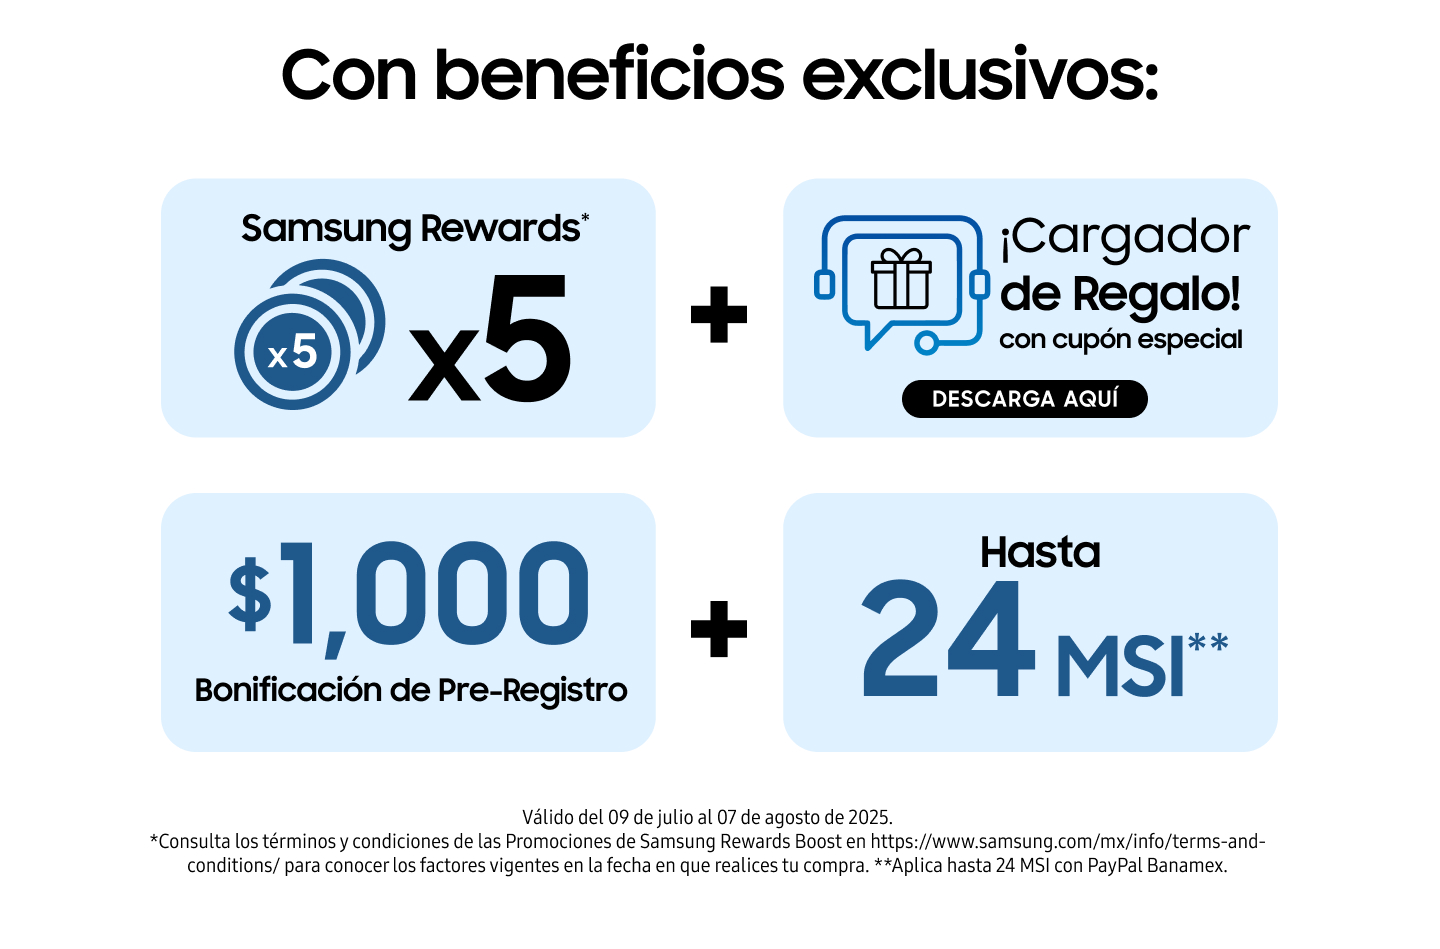 Con beneficios exclusivos:
Samsung Rewards*
x5
x5
¡Cargador
de Regalo!
con cupón especial
DESCARGA AQUÍ
$1,000
Bonificación de Pre-Registro
Hasta
24 MSI**
Válido del 09 de julio al 07 de agosto de 2025.
*Consulta los términos y condiciones de las Promociones de Samsung Rewards Boost en https://www.samsung.com/mx/info/terms-and-
conditions/ para conocer los factores vigentes en la fecha en que realices tu compra. **Aplica hasta 24 MSI con PayPal Banamex.